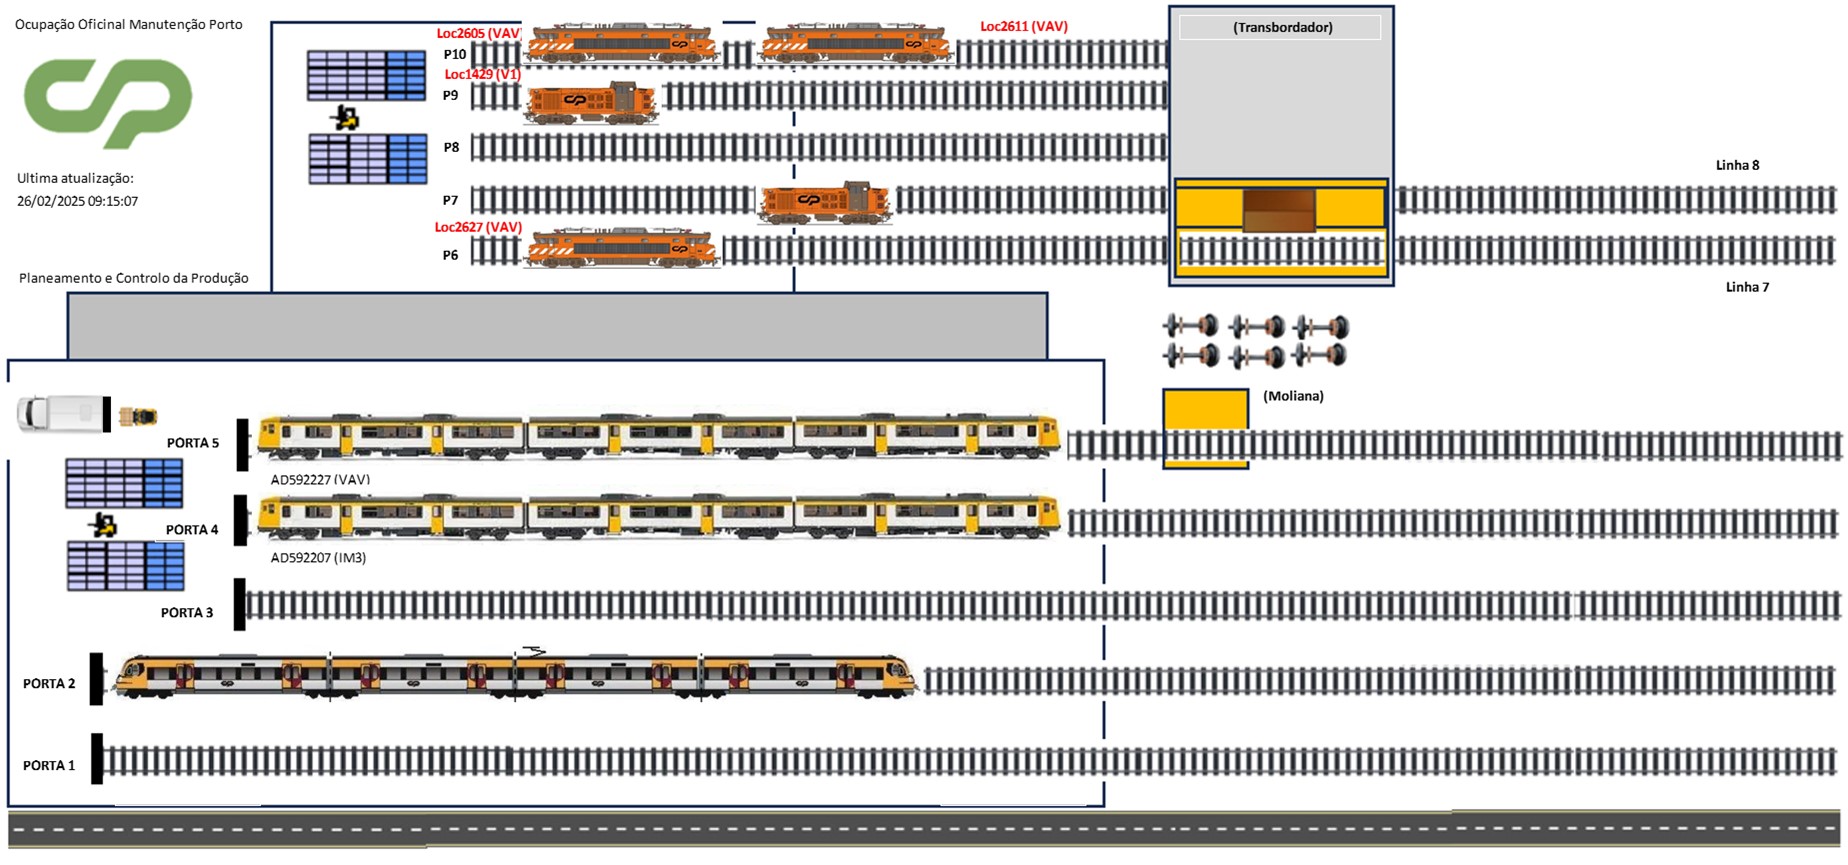 Ocupação Oficinal Manutenção Porto
Loc2605 (VAV)
Loc2611 (VAV)
(Transbordador)
P10
Loc1429 (V1)
P9
P8
Linha 8
Ultima atualização:
26/02/2025 09:15:07
P7
Loc2627 (VAV)
P6
Planeamento e Controlo da Produção
Linha 7
(Moliana)
PORTA 5
AD592227 (VAV)
PORTA 4
AD592207 (IM3)
PORTA 3
PORTA 2
PORTA 1